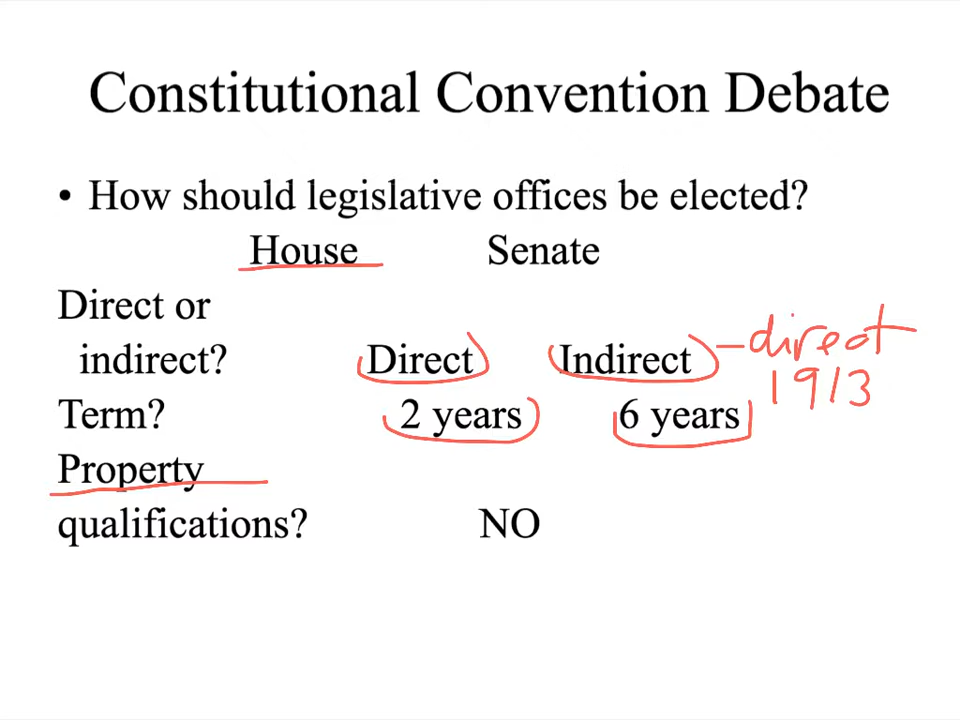 Constitutional Convention Debate
• How should legislative offices be elected?
House Senate
Direct or
indirect? Direct Indirect – direct
1913
Term? 2 years 6 years
Property
qualifications? NO